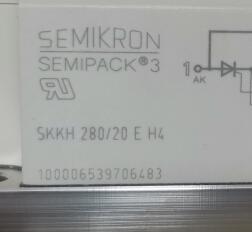 SEMIKRON
SEMIPACK® 3
1
AK
SKKH 280/20 E H4
100006539706483